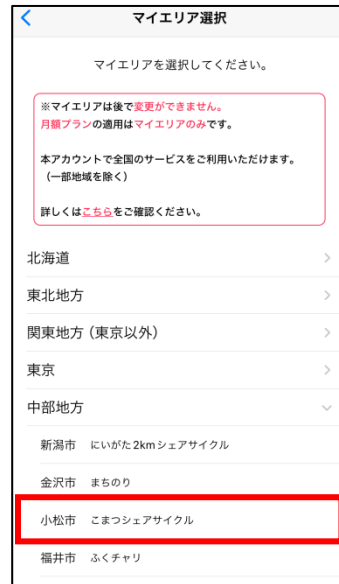 マイエリア選択
マイエリアを選択してください。
※マイエリアは後で変更ができません。
月額プランの適用はマイエリアのみです。
本アカウントで全国のサービスをご利用いただけます。
（一部地域を除く）
詳しくはこちらをご確認ください。
北海道
東北地方
関東地方（東京以外）
東京
中部地方
新潟市 にいがた2kmシェアサイクル
金沢市 まちのり
小松市 こまつシェアサイクル
福井市 ふくチャリ